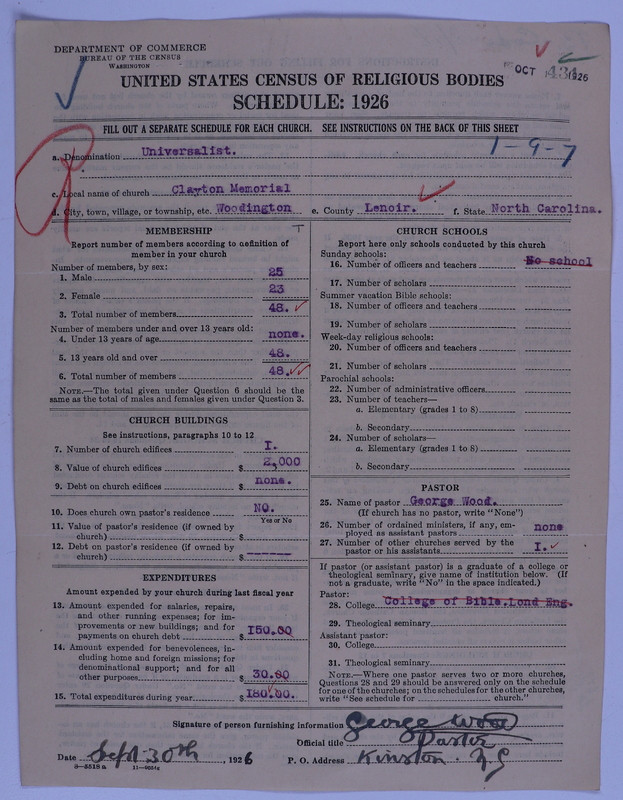 DEPARTMENT OF COMMERCE
BUREAU OF THE CENSUS
WASHINGTON
OCT 1926
434
UNITED STATES CENSUS OF RELIGIOUS BODIES
SCHEDULE: 1926
FILL OUT A SEPARATE SCHEDULE FOR EACH CHURCH. SEE INSTRUCTIONS ON THE BACK OF THIS SHEET
1-9-7
a. Denomination Universalist.
c. Local name of church Clayton Memorial
d. City, town, village, or township, etc. Woodington e. County Lenoir. f. State North Carolina.
MEMBERSHIP
Report number of members according to definition of
member in your church
Number of members, by sex:
1. Male 25
2. Female 23
3. Total number of members 48.
Number of members under and over 13 years old:
4. Under 13 years of age none.
5. 13 years old and over 48.
6. Total number of members 48.
NOTE.—The total given under Question 6 should be the
same as the total of males and females given under Question 3.
CHURCH BUILDINGS
See instructions, paragraphs 10 to 12
7. Number of church edifices I.
8. Value of church edifices $ 2,000
9. Debt on church edifices $ none.
10. Does church own pastor's residence NO.
Yes or No
11. Value of pastor's residence (if owned by
church) $
12. Debt on pastor's residence (if owned by
church) $
EXPENDITURES
Amount expended by your church during last fiscal year
13. Amount expended for salaries, repairs,
and other running expenses; for im-
provements or new buildings; and for
payments on church debt $ 150.00
14. Amount expended for benevolences, in-
cluding home and foreign missions; for
denominational support; and for all
other purposes $ 30.00
15. Total expenditures during year $ 180.00.
CHURCH SCHOOLS
Report here only schools conducted by this church
Sunday schools:
16. Number of officers and teachers No school
17. Number of scholars
Summer vacation Bible schools:
18. Number of officers and teachers
19. Number of scholars
Week-day religious schools:
20. Number of officers and teachers
21. Number of scholars
Parochial schools:
22. Number of administrative officers
23. Number of teachers—
a. Elementary (grades 1 to 8)
b. Secondary
24. Number of scholars—
a. Elementary (grades 1 to 8)
b. Secondary
PASTOR
25. Name of pastor George Wood.
(If church has no pastor, write "None")
26. Number of ordained ministers, if any, em-
ployed as assistant pastors none
27. Number of other churches served by the
pastor or his assistants I.
If pastor (or assistant pastor) is a graduate of a college or
theological seminary, give name of institution below. (If
not a graduate, write "No" in the space indicated.)
Pastor:
28. College College of Bible.Lond Eng.
29. Theological seminary
Assistant pastor:
30. College
31. Theological seminary
NOTE.—Where one pastor serves two or more churches,
Questions 28 and 29 should be answered only on the schedule
for one of the churches; on the schedules for the other churches,
write "See schedule for church."
Signature of person furnishing information George Wood
Official title Pastor
Date Sept 30th, 1926 P. O. Address Kinston. N C
8—5518 a 11—9864g